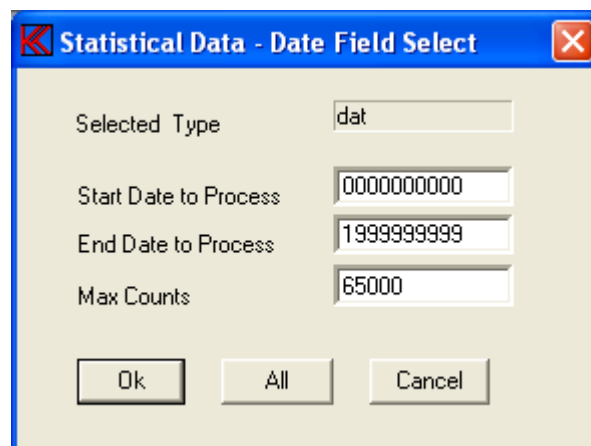 Statistical Data - Date Field Select
Selected Type dat
Start Date to Process 0000000000
End Date to Process 1999999999
Max Counts 65000
Ok All Cancel